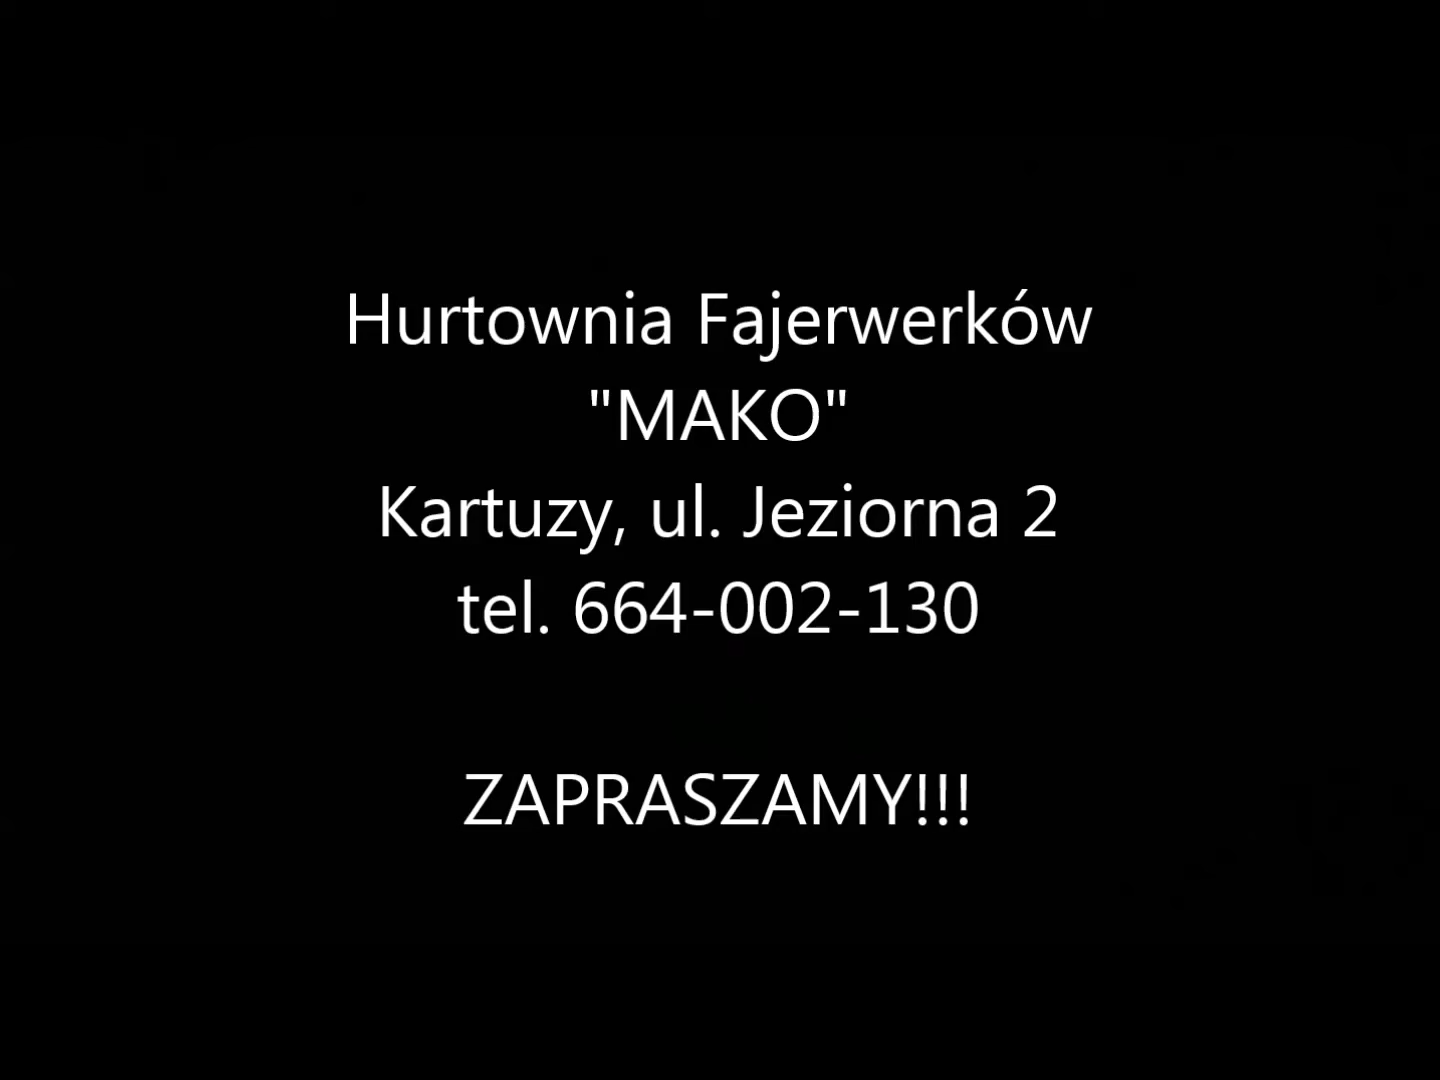 Hurtownia Fajerwerków
"MAKO"
Kartuzy, ul. Jeziorna 2
tel. 664-002-130
ZAPRASZAMY!!!